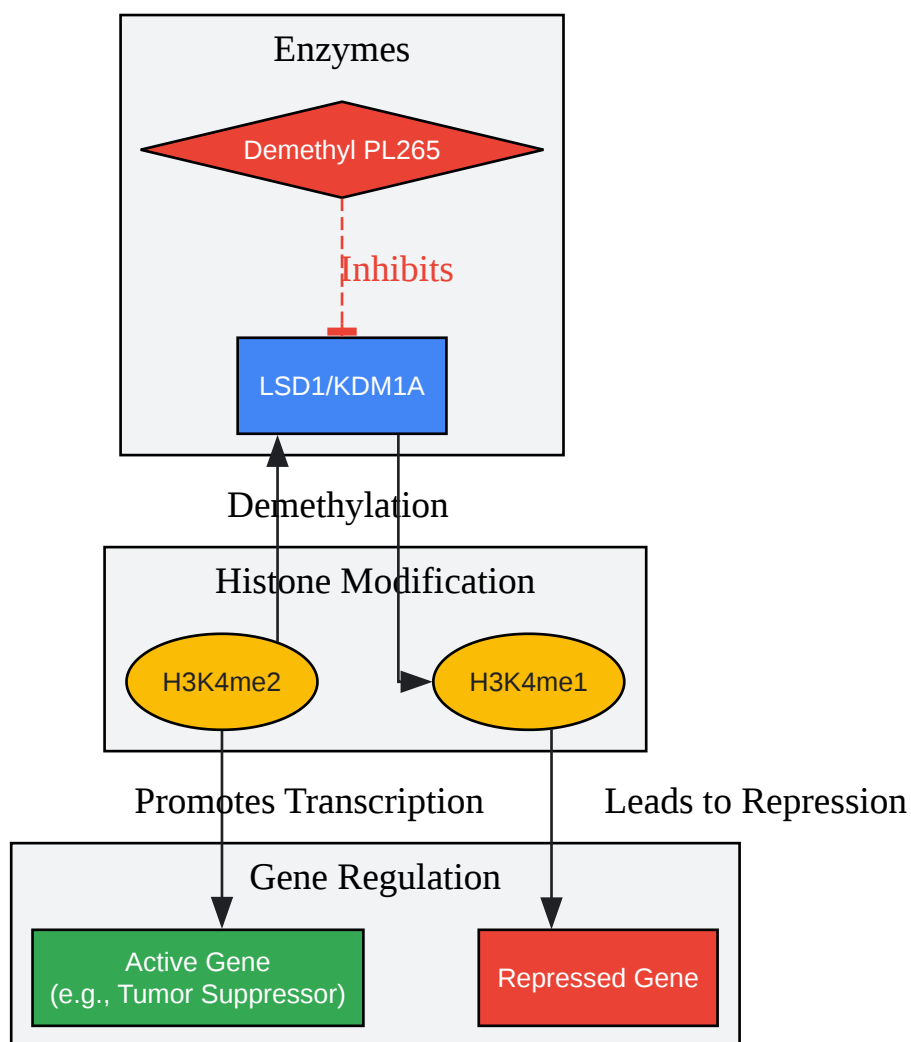 Enzymes
Demethyl PL265
Inhibits
LSD1/KDM1A
Demethylation
Histone Modification
H3K4me2
H3K4me1
Promotes Transcription
Leads to Repression
Gene Regulation
Active Gene
(e.g., Tumor Suppressor)
Repressed Gene